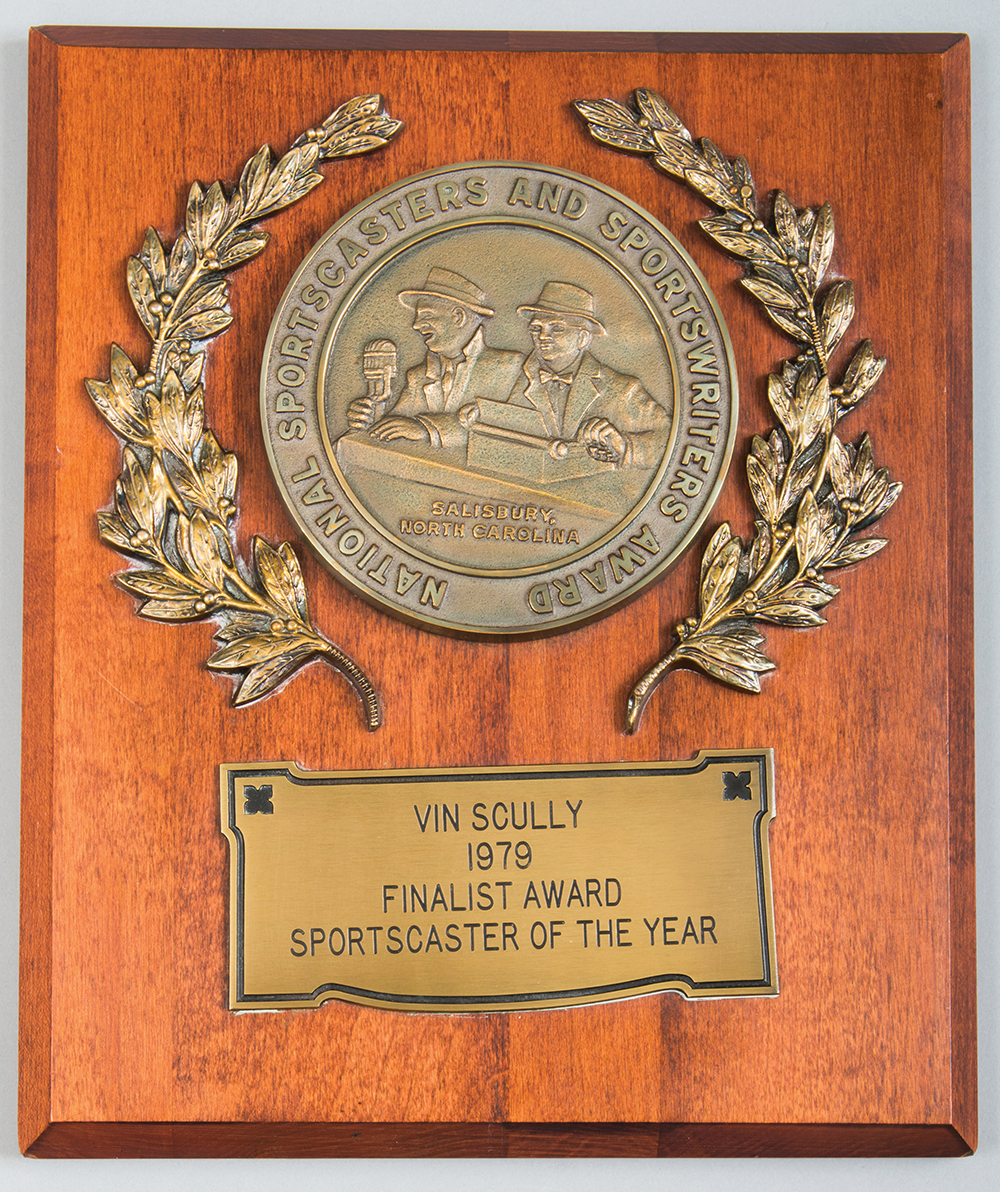 NATIONAL SPORTSCASTERS AND SPORTSWRITERS AWARD
SALISBURY,
NORTH CAROLINA
VIN SCULLY
1979
FINALIST AWARD
SPORTSCASTER OF THE YEAR